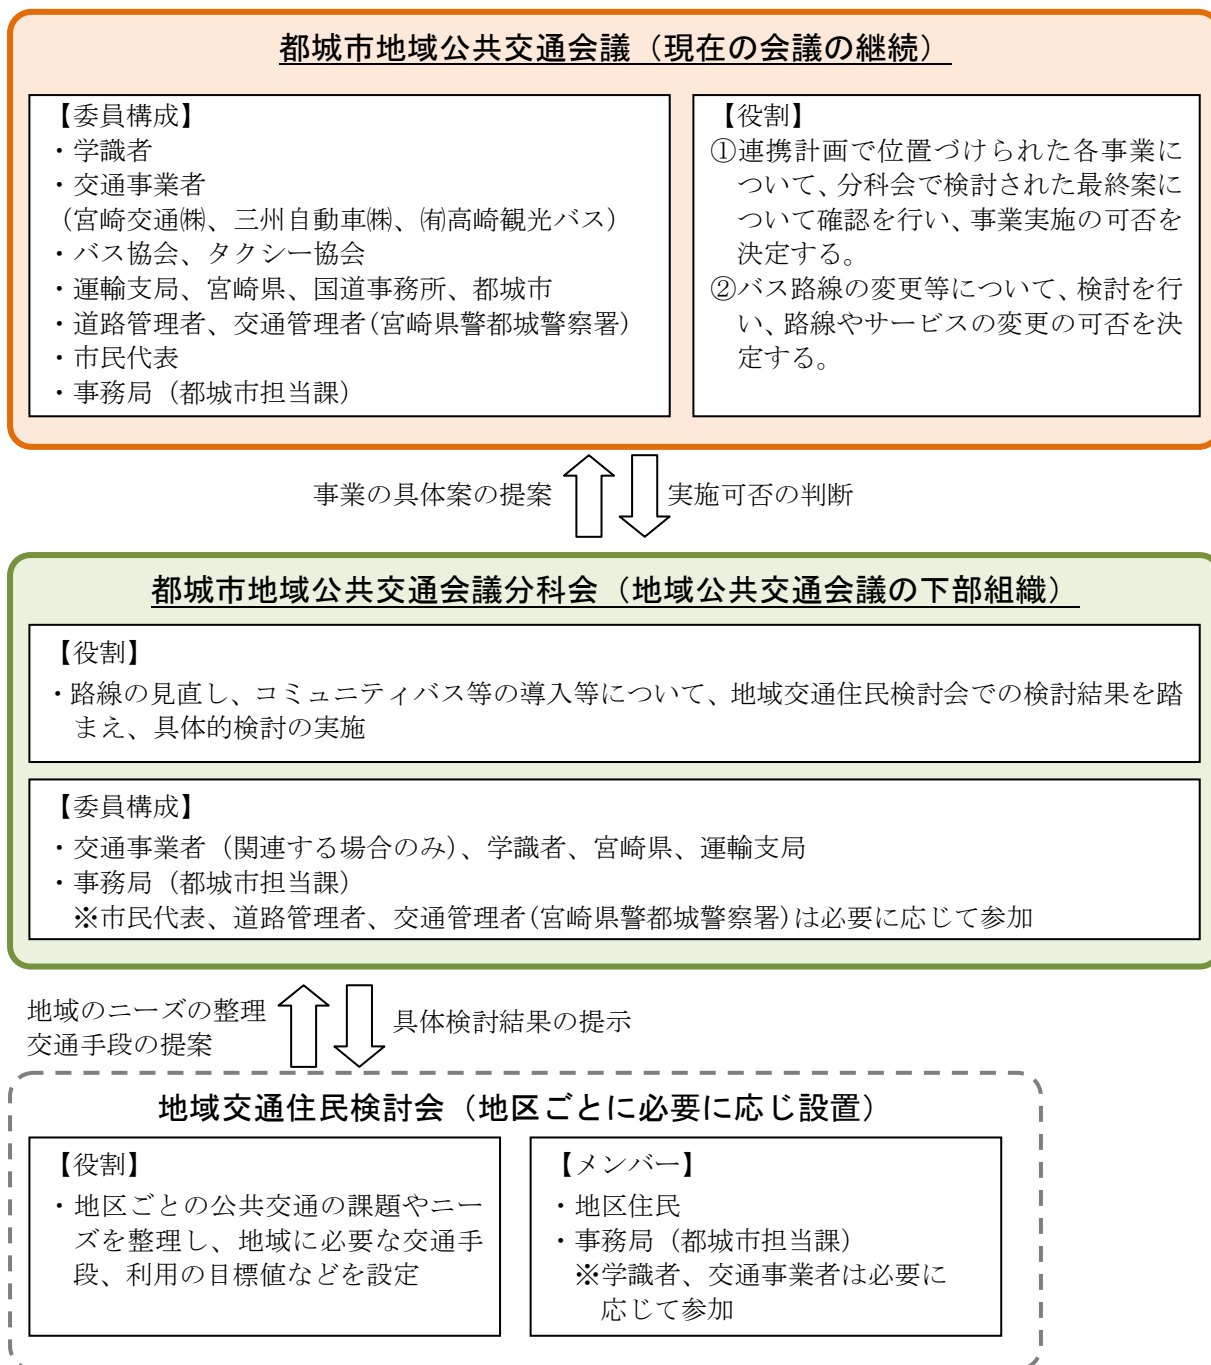 都城市地域公共交通会議（現在の会議の継続）
【委員構成】
・学識者
・交通事業者
（宮崎交通㈱、三州自動車㈱、㈲高崎観光バス）
・バス協会、タクシー協会
・運輸支局、宮崎県、国道事務所、都城市
・道路管理者、交通管理者(宮崎県警都城警察署)
・市民代表
・事務局（都城市担当課）
【役割】
①連携計画で位置づけられた各事業に
ついて、分科会で検討された最終案に
ついて確認を行い、事業実施の可否を
決定する。
②バス路線の変更等について、検討を行
い、路線やサービスの変更の可否を決
定する。
事業の具体案の提案
実施可否の判断
都城市地域公共交通会議分科会（地域公共交通会議の下部組織）
【役割】
・路線の見直し、コミュニティバス等の導入等について、地域交通住民検討会での検討結果を踏
まえ、具体的検討の実施
【委員構成】
・交通事業者（関連する場合のみ）、学識者、宮崎県、運輸支局
・事務局（都城市担当課）
※市民代表、道路管理者、交通管理者(宮崎県警都城警察署)は必要に応じて参加
地域のニーズの整理
交通手段の提案
具体検討結果の提示
地域交通住民検討会（地区ごとに必要に応じ設置）
【役割】
・地区ごとの公共交通の課題やニー
ズを整理し、地域に必要な交通手
段、利用の目標値などを設定
【メンバー】
・地区住民
・事務局（都城市担当課）
※学識者、交通事業者は必要に
応じて参加